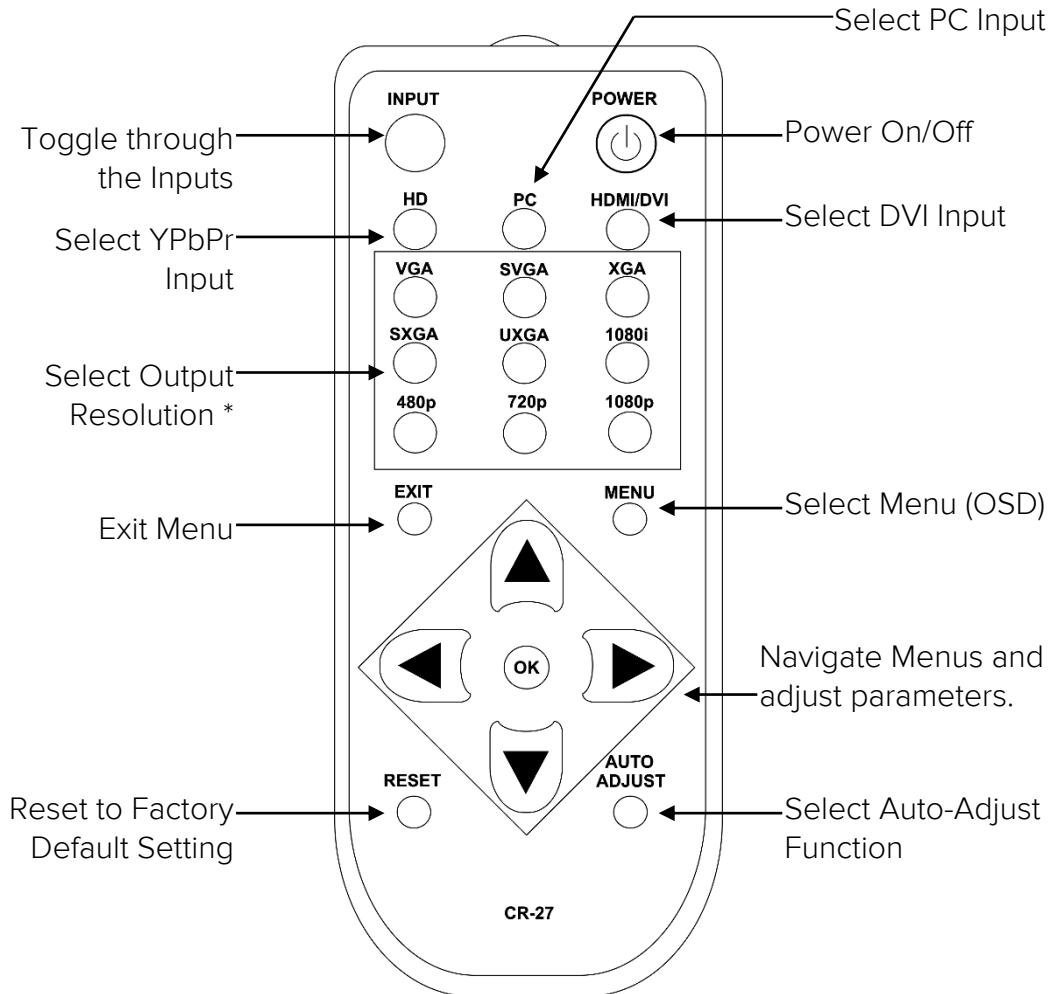 Select PC Input
INPUT
POWER
Toggle through
the Inputs
Power On/Off
HD
PC
HDMI/DVI
Select YPbPr
Input
Select DVI Input
VGA
SVGA
XGA
SXGA
UXGA
1080i
Select Output
Resolution *
480p
720p
1080p
EXIT
MENU
Exit Menu
Select Menu (OSD)
OK
Navigate Menus and
adjust parameters.
RESET
AUTO
ADJUST
Reset to Factory
Default Setting
Select Auto-Adjust
Function
CR-27